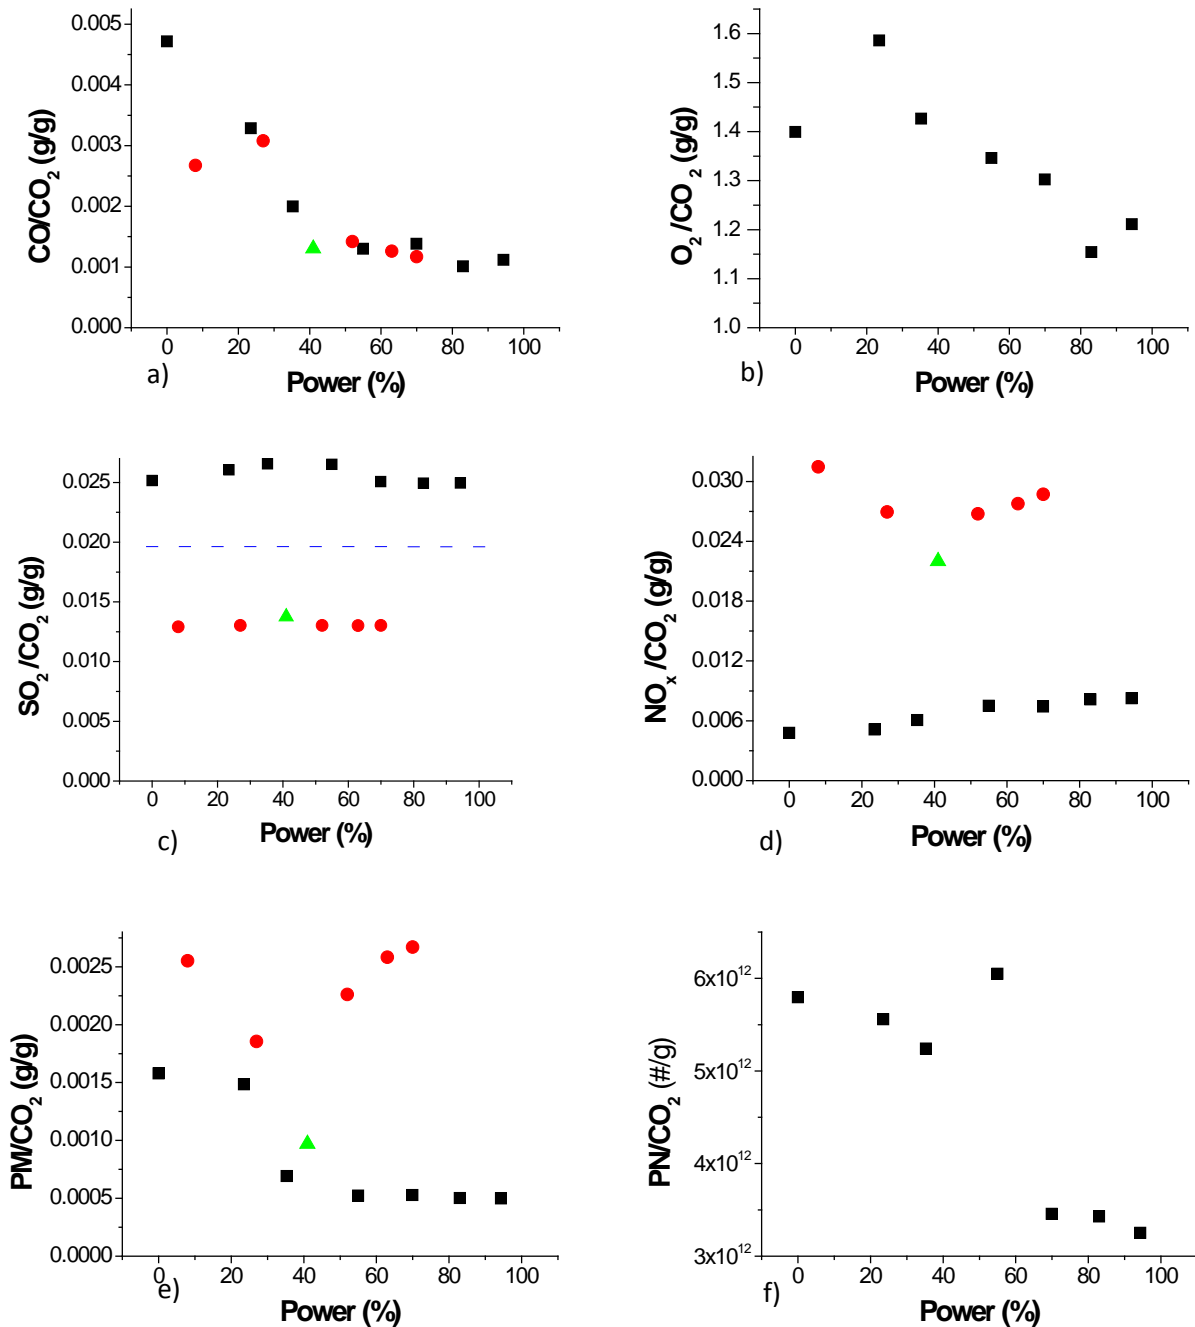 0.005
0.004
0.003
0.002
0.001
0.000
CO/CO2 (g/g)
0 20 40 60 80 100
Power (%)
a)
1.6
1.5
1.4
1.3
1.2
1.1
1.0
O2/CO2 (g/g)
0 20 40 60 80 100
Power (%)
b)
0.025
0.020
0.015
0.010
0.005
0.000
SO2/CO2 (g/g)
0 20 40 60 80 100
Power (%)
c)
0.030
0.024
0.018
0.012
0.006
0.000
NOx/CO2 (g/g)
0 20 40 60 80 100
Power (%)
d)
0.0025
0.0020
0.0015
0.0010
0.0005
0.0000
PM/CO2 (g/g)
0 20 40 60 80 100
Power (%)
e)
6x10^12
5x10^12
4x10^12
3x10^12
PN/CO2 (#/g)
0 20 40 60 80 100
Power (%)
f)